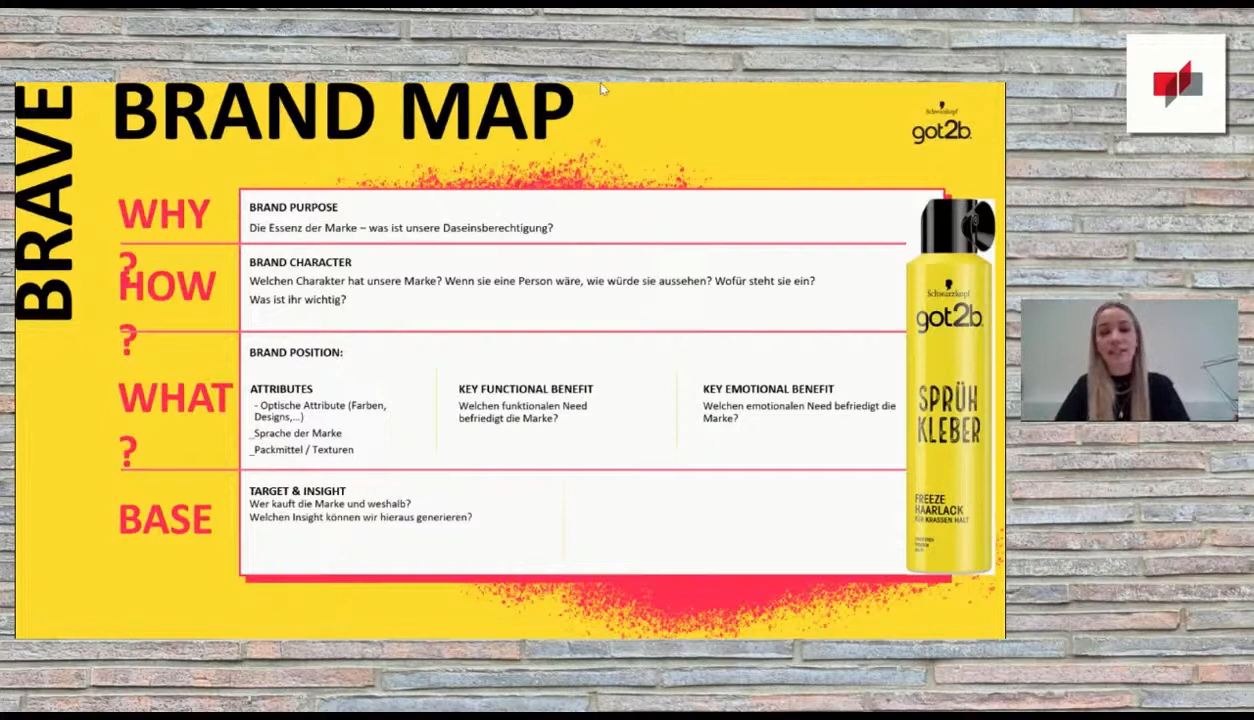 BRAVE
BRAND MAP
Schwarzkopf
got2b.
WHY
?
BRAND PURPOSE
Die Essenz der Marke – was ist unsere Daseinsberechtigung?
HOW
?
BRAND CHARACTER
Welchen Charakter hat unsere Marke? Wenn sie eine Person wäre, wie würde sie aussehen? Wofür steht sie ein?
Was ist ihr wichtig?
WHAT
?
BRAND POSITION:
ATTRIBUTES
- Optische Attribute (Farben,
Designs,...)
_Sprache der Marke
_Packmittel / Texturen
KEY FUNCTIONAL BENEFIT
Welchen funktionalen Need
befriedigt die Marke?
KEY EMOTIONAL BENEFIT
Welchen emotionalen Need befriedigt die
Marke?
BASE
TARGET & INSIGHT
Wer kauft die Marke und weshalb?
Welchen Insight können wir hieraus generieren?
Schwarzkopf
got2b.
SPRÜH
KLEBER
FREEZE
HAARLACK
FÜR KRASSEN HALT